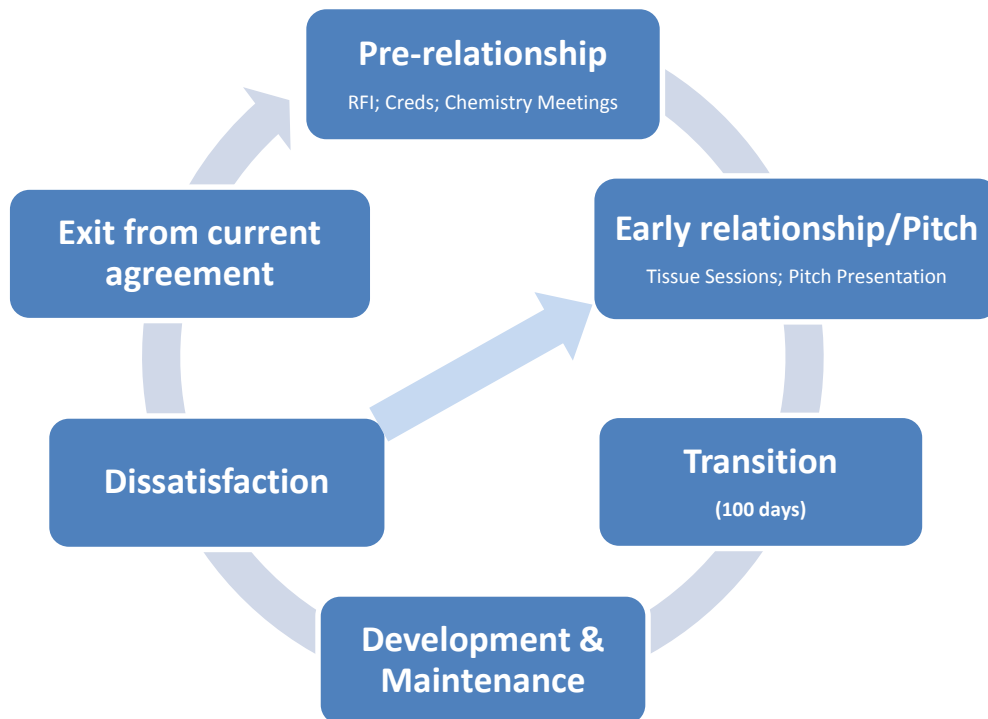 Pre-relationship
RFI; Creds; Chemistry Meetings
Early relationship/Pitch
Tissue Sessions; Pitch Presentation
Transition
(100 days)
Development &
Maintenance
Dissatisfaction
Exit from current
agreement